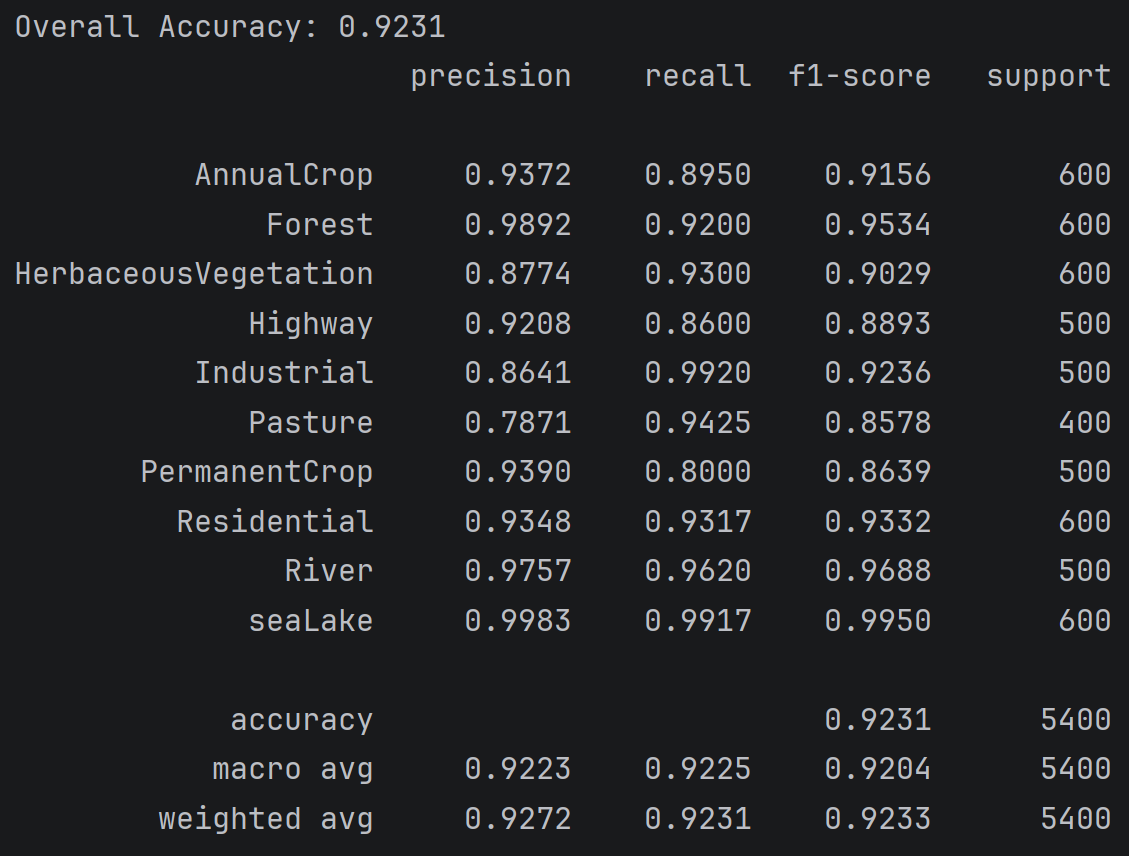 Overall Accuracy: 0.9231
precision recall f1-score support
AnnualCrop 0.9372 0.8950 0.9156 600
Forest 0.9892 0.9200 0.9534 600
HerbaceousVegetation 0.8774 0.9300 0.9029 600
Highway 0.9208 0.8600 0.8893 500
Industrial 0.8641 0.9920 0.9236 500
Pasture 0.7871 0.9425 0.8578 400
PermanentCrop 0.9390 0.8000 0.8639 500
Residential 0.9348 0.9317 0.9332 600
River 0.9757 0.9620 0.9688 500
seaLake 0.9983 0.9917 0.9950 600
accuracy 0.9231 5400
macro avg 0.9223 0.9225 0.9204 5400
weighted avg 0.9272 0.9231 0.9233 5400